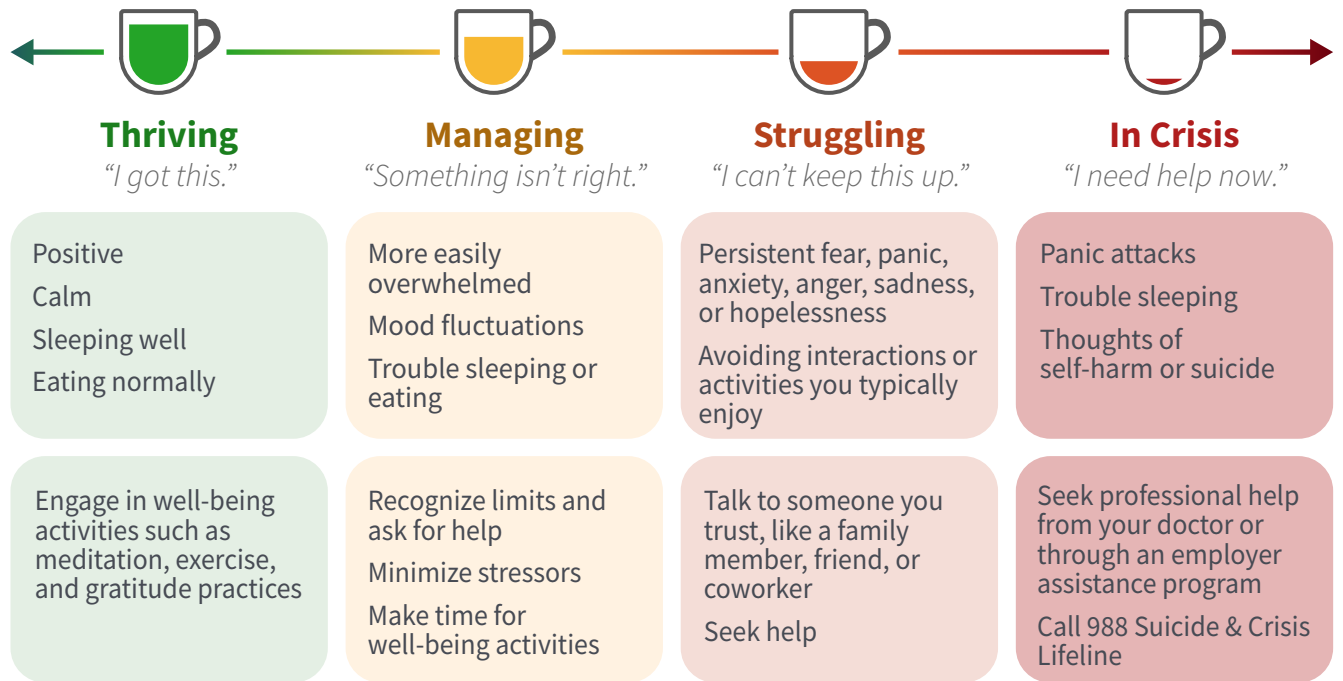 Thriving
“I got this.”
Positive
Calm
Sleeping well
Eating normally
Engage in well-being
activities such as
meditation, exercise,
and gratitude practices
Managing
“Something isn’t right.”
More easily
overwhelmed
Mood fluctuations
Trouble sleeping or
eating
Recognize limits and
ask for help
Minimize stressors
Make time for
well-being activities
Struggling
“I can’t keep this up.”
Persistent fear, panic,
anxiety, anger, sadness,
or hopelessness
Avoiding interactions or
activities you typically
enjoy
Talk to someone you
trust, like a family
member, friend, or
coworker
Seek help
In Crisis
“I need help now.”
Panic attacks
Trouble sleeping
Thoughts of
self-harm or suicide
Seek professional help
from your doctor or
through an employer
assistance program
Call 988 Suicide & Crisis
Lifeline